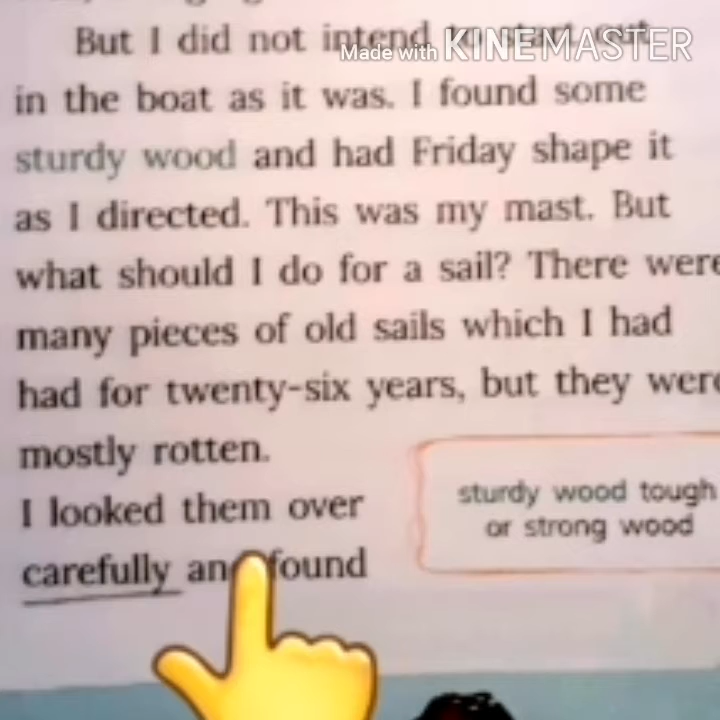 But I did not intend to start out
Made with KINEMASTER
in the boat as it was. I found some
sturdy wood and had Friday shape it
as I directed. This was my mast. But
what should I do for a sail? There were
many pieces of old sails which I had
had for twenty-six years, but they were
mostly rotten.
I looked them over
carefully and found
sturdy wood tough
or strong wood